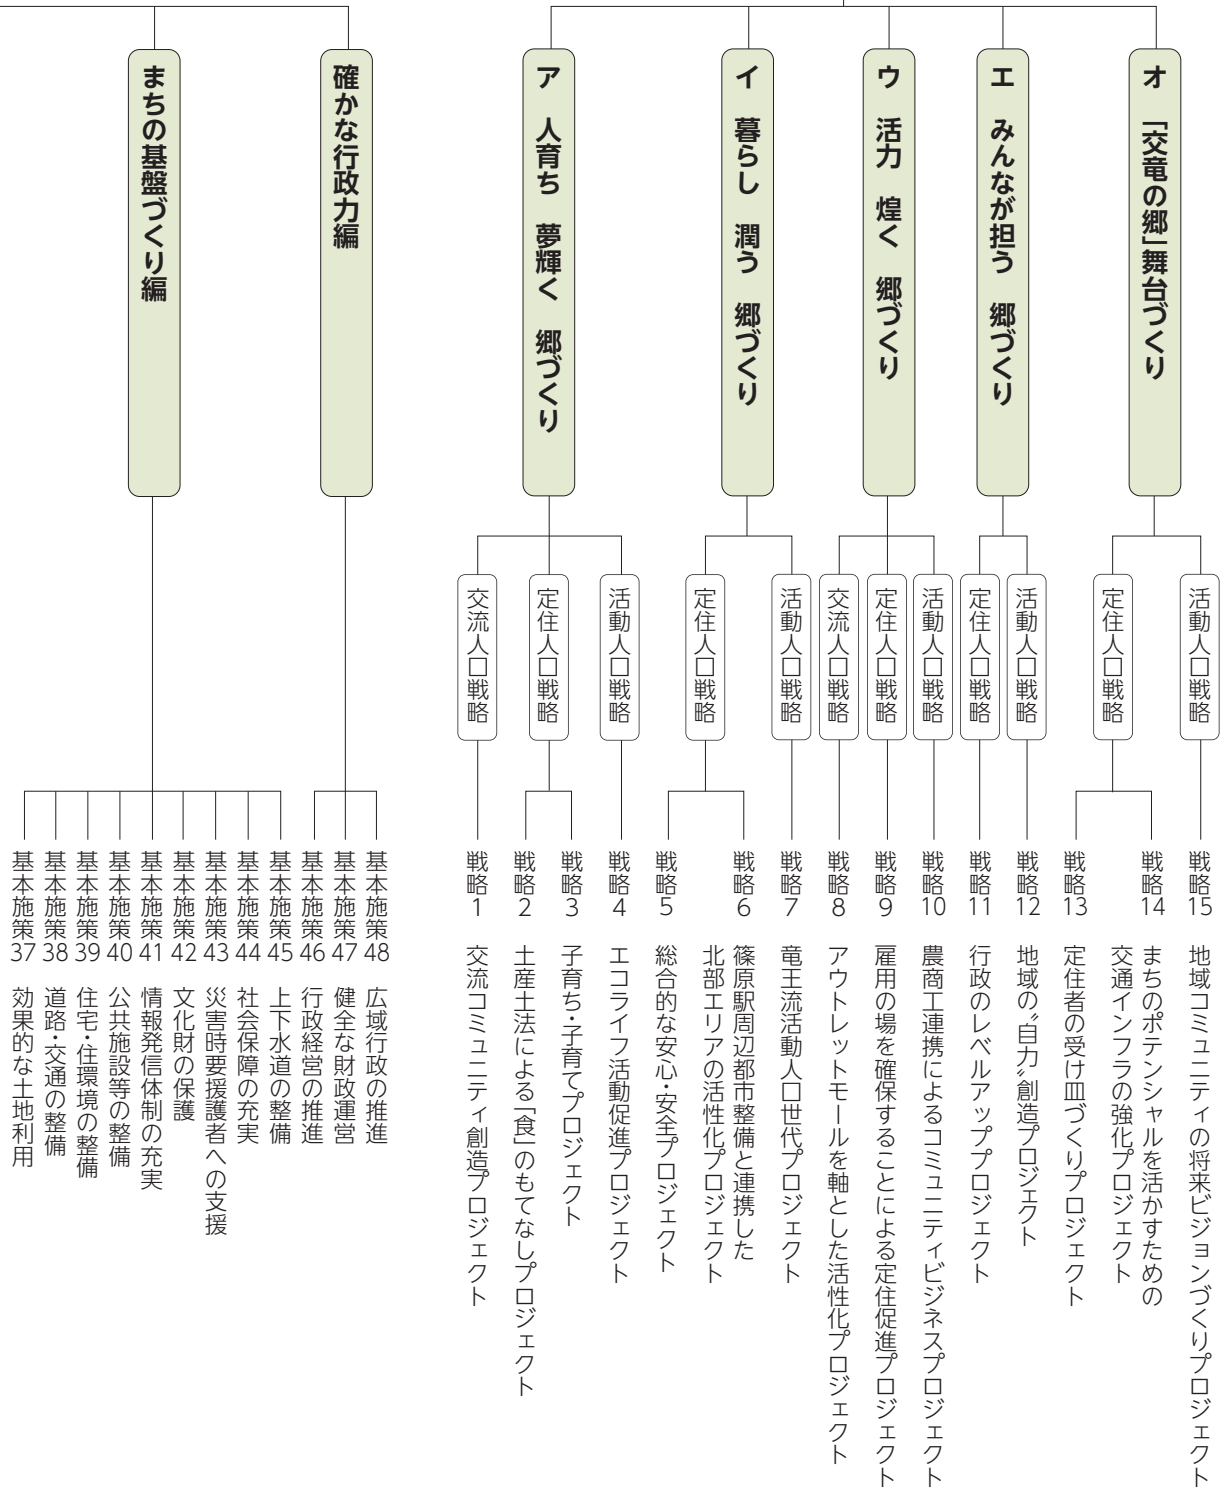 オ 「交竜の郷」舞台づくり
エ みんなが担う 郷づくり
ウ 活力 煌く 郷づくり
イ 暮らし 潤う 郷づくり
ア 人育ち 夢輝く 郷づくり
確かな行政力編
まちの基盤づくり編
活動人口戦略
定住人口戦略
活動人口戦略
定住人口戦略
活動人口戦略
定住人口戦略
交流人口戦略
活動人口戦略
定住人口戦略
活動人口戦略
定住人口戦略
交流人口戦略
戦略15 地域コミュニティの将来ビジョンづくりプロジェクト
戦略14 まちのポテンシャルを活かすための
交通インフラの強化プロジェクト
戦略13 定住者の受け皿づくりプロジェクト
戦略12 地域の〝自力〟創造プロジェクト
戦略11 行政のレベルアッププロジェクト
戦略10 農商工連携によるコミュニティビジネスプロジェクト
戦略9 雇用の場を確保することによる定住促進プロジェクト
戦略8 アウトレットモールを軸とした活性化プロジェクト
戦略7 竜王流活動人口世代プロジェクト
戦略6 篠原駅周辺都市整備と連携した
北部エリアの活性化プロジェクト
戦略5 総合的な安心・安全プロジェクト
戦略4 エコライフ活動促進プロジェクト
戦略3 子育ち・子育てプロジェクト
戦略2 土産土法による「食」のもてなしプロジェクト
戦略1 交流コミュニティ創造プロジェクト
基本施策48 広域行政の推進
基本施策47 健全な財政運営
基本施策46 行政経営の推進
基本施策45 上下水道の整備
基本施策44 社会保障の充実
基本施策43 災害時要援護者への支援
基本施策42 文化財の保護
基本施策41 情報発信体制の充実
基本施策40 公共施設等の整備
基本施策39 住宅・住環境の整備
基本施策38 道路・交通の整備
基本施策37 効果的な土地利用